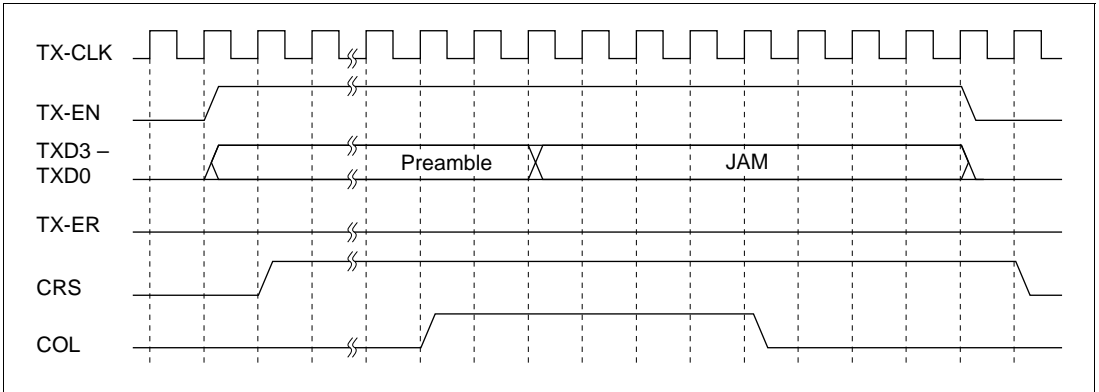 TX-CLK
TX-EN
TXD3 –
TXD0
Preamble
JAM
TX-ER
CRS
COL